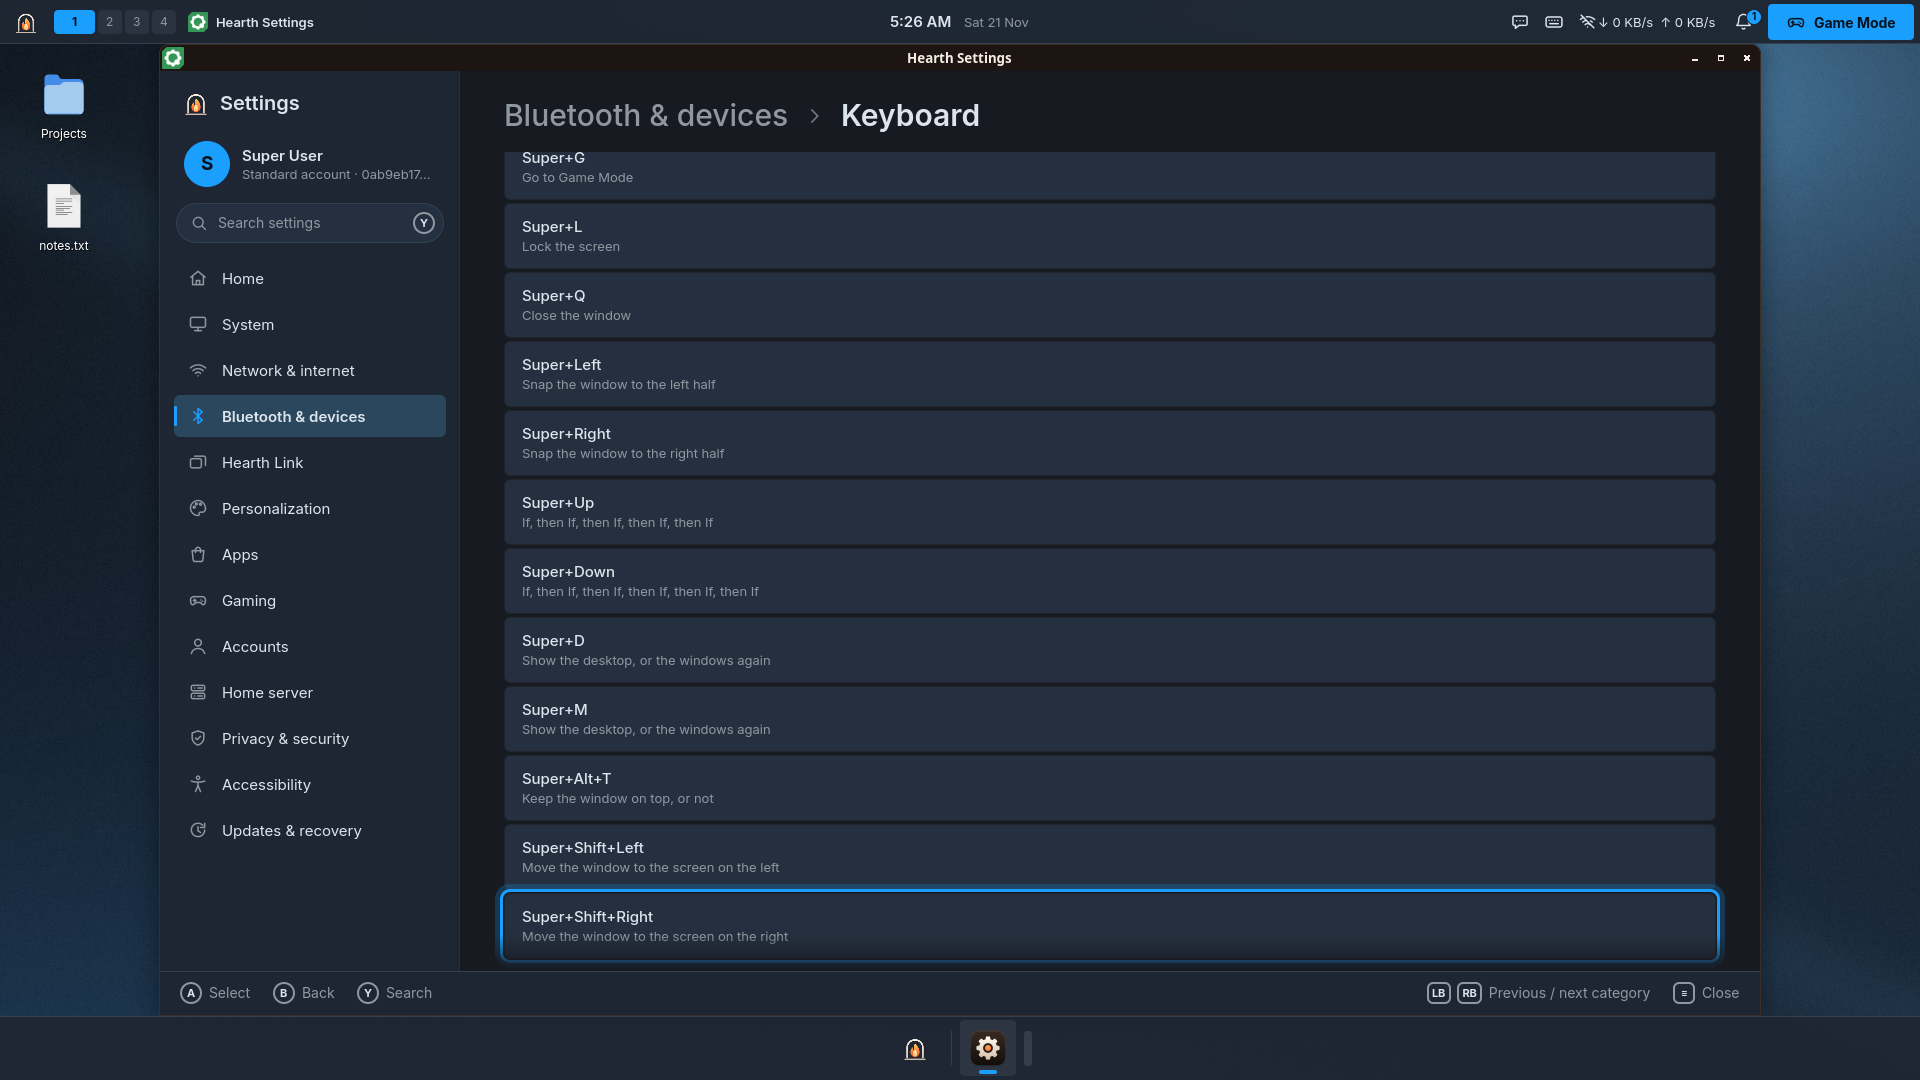 1 2 3 4 Hearth Settings
5:26 AM Sat 21 Nov
0 KB/s 0 KB/s 1 Game Mode
Hearth Settings
Projects
notes.txt
Settings
S
Super User
Standard account · 0ab9eb17...
Search settings Y
Home
System
Network & internet
Bluetooth & devices
Hearth Link
Personalization
Apps
Gaming
Accounts
Home server
Privacy & security
Accessibility
Updates & recovery
Bluetooth & devices > Keyboard
Super+G
Go to Game Mode
Super+L
Lock the screen
Super+Q
Close the window
Super+Left
Snap the window to the left half
Super+Right
Snap the window to the right half
Super+Up
If, then If, then If, then If, then If
Super+Down
If, then If, then If, then If, then If, then If
Super+D
Show the desktop, or the windows again
Super+M
Show the desktop, or the windows again
Super+Alt+T
Keep the window on top, or not
Super+Shift+Left
Move the window to the screen on the left
Super+Shift+Right
Move the window to the screen on the right
A Select B Back Y Search
LB RB Previous / next category Close